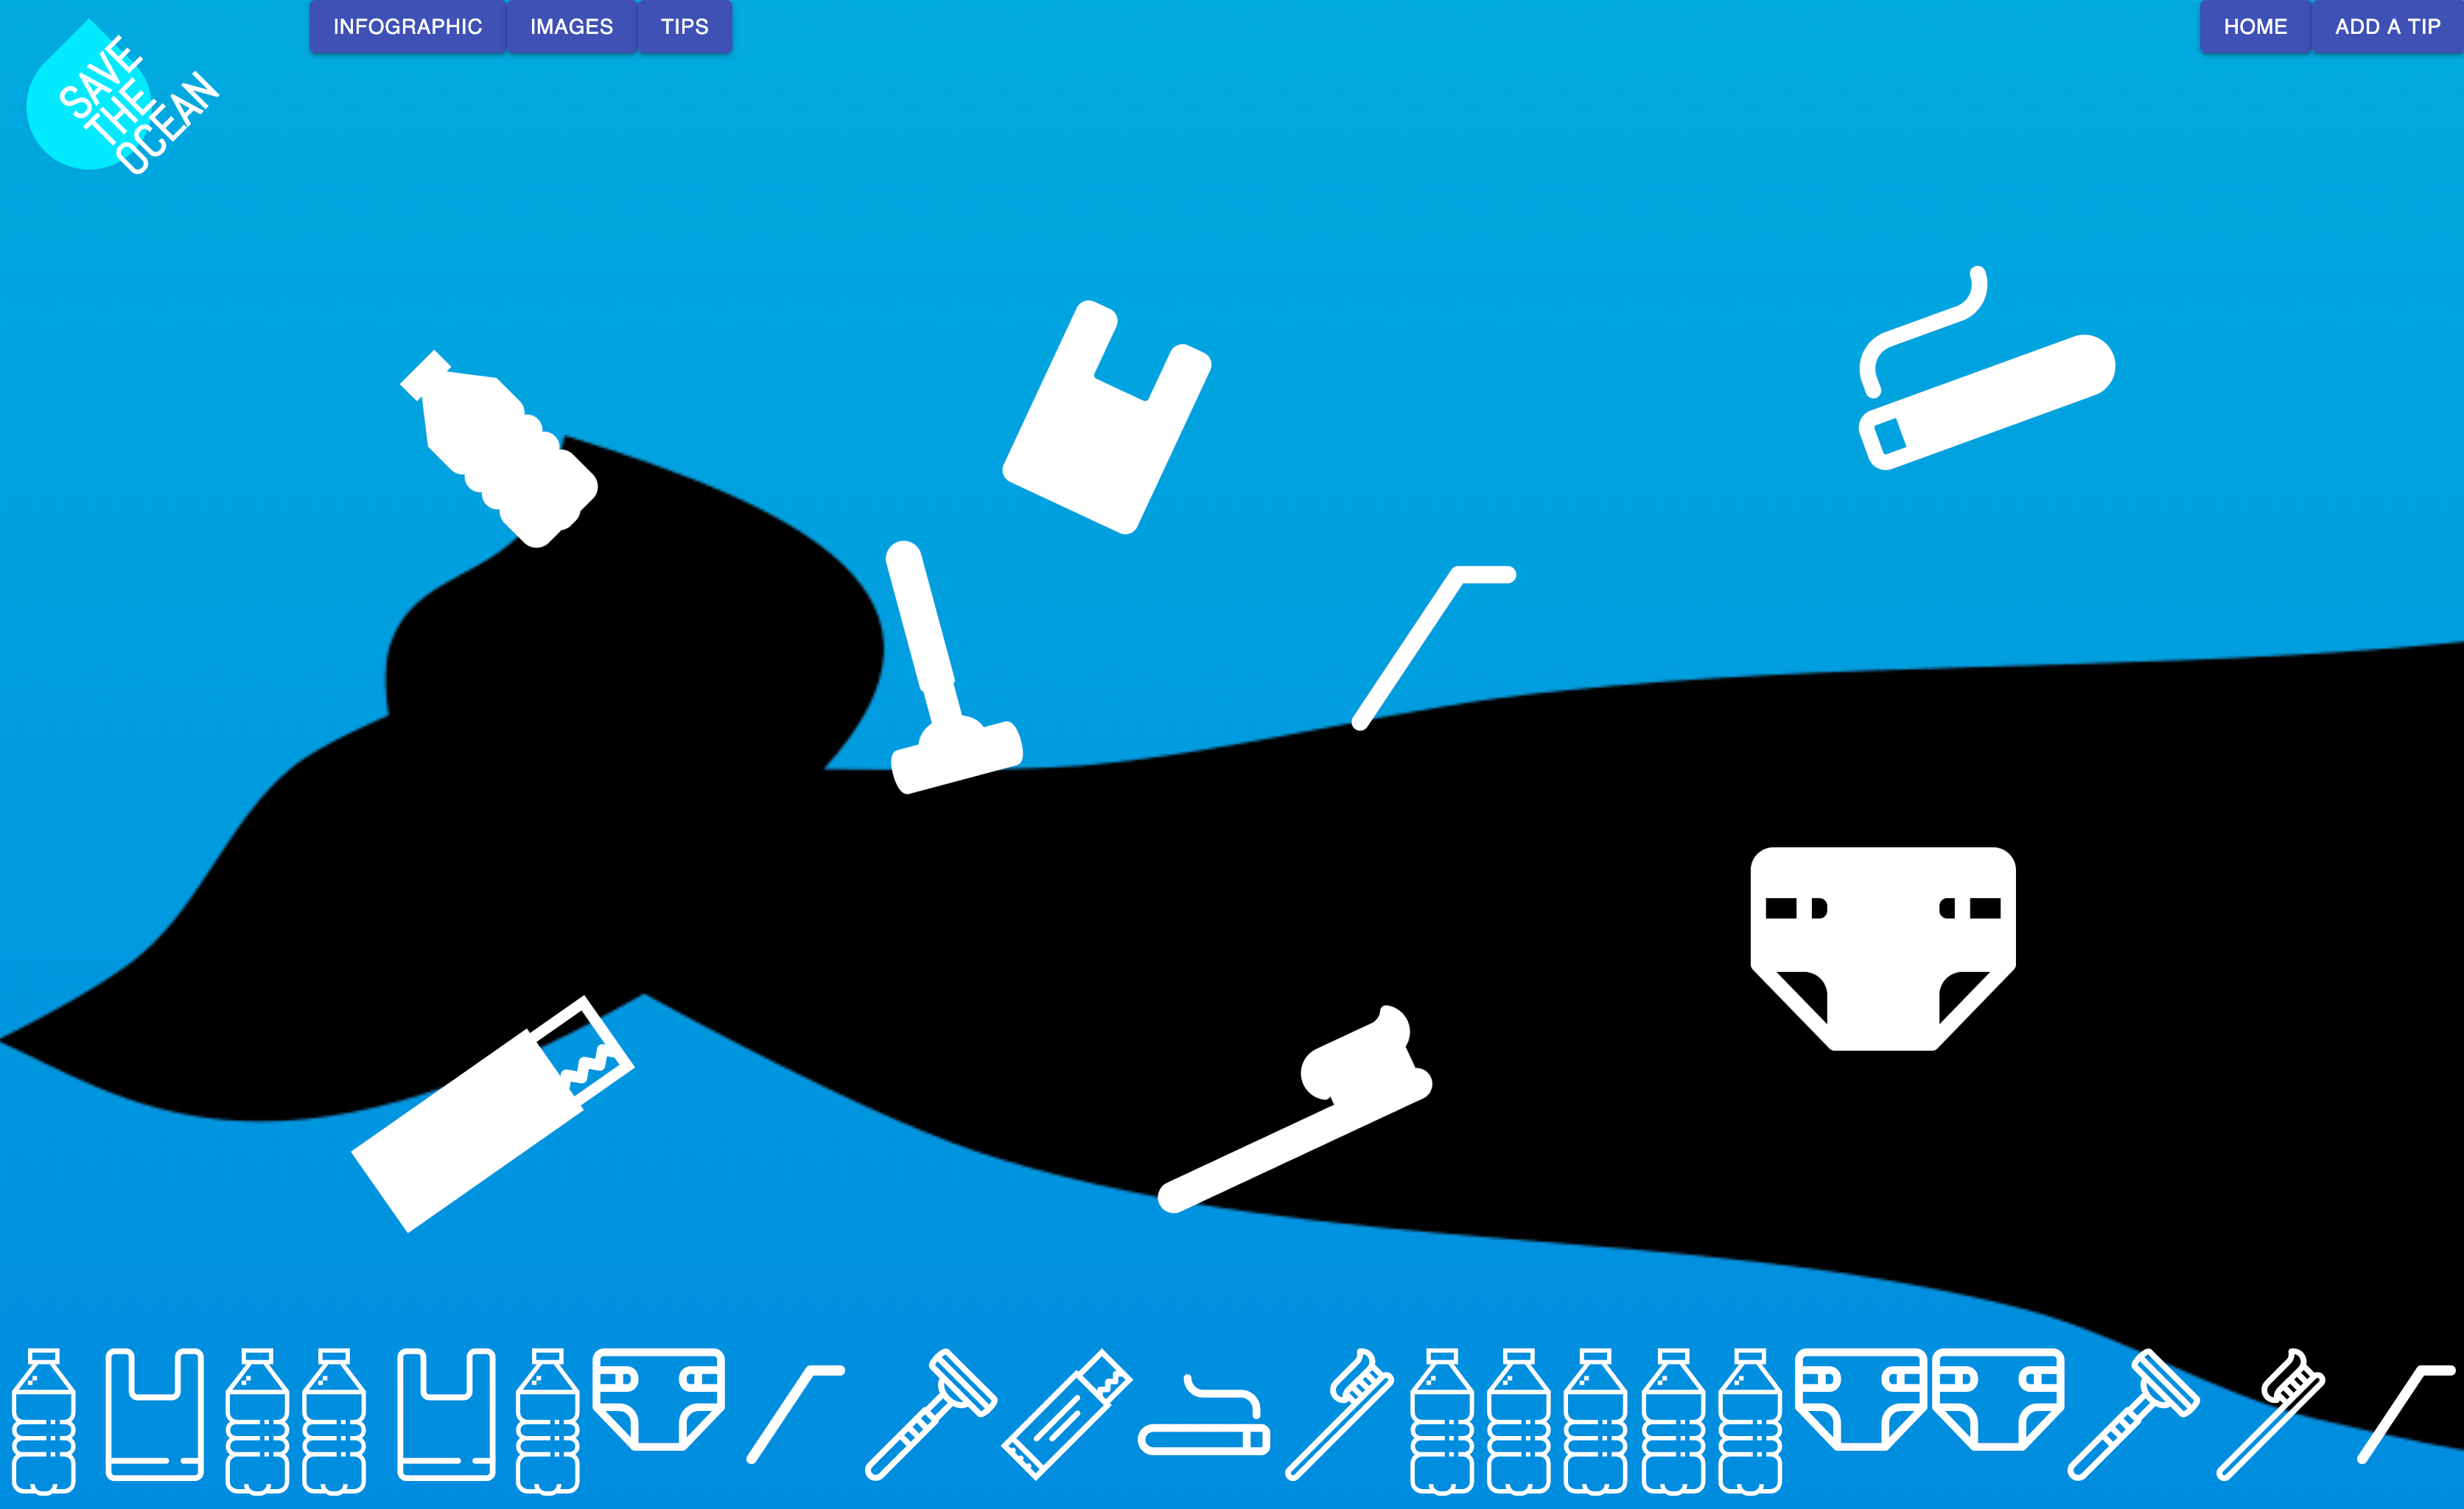 SAVE
THE
OCEAN
INFOGRAPHIC
IMAGES
TIPS
HOME
ADD A TIP